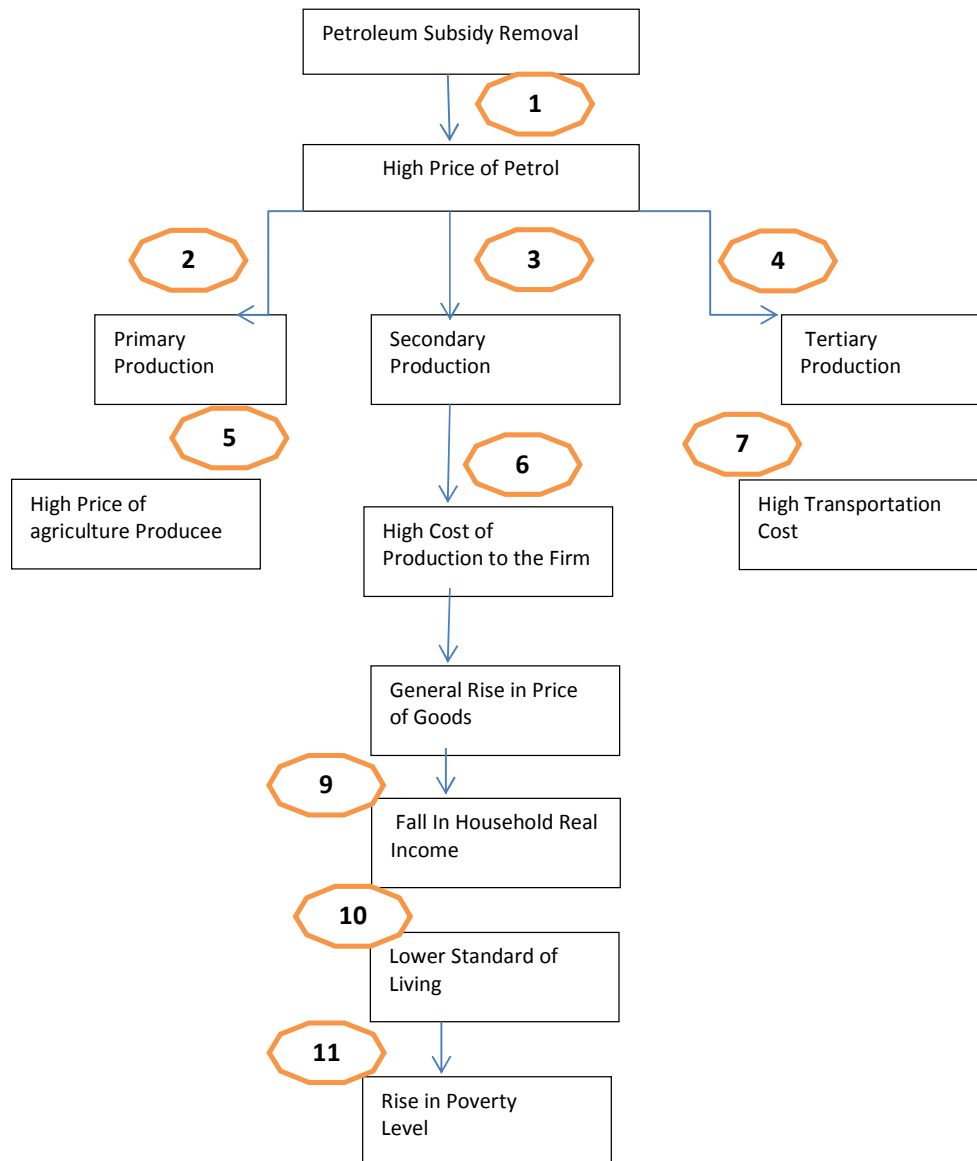 Petroleum Subsidy Removal
1
High Price of Petrol
2
3
4
Primary
Production
Secondary
Production
Tertiary
Production
5
6
7
High Price of
agriculture Producee
High Cost of
Production to the Firm
High Transportation
Cost
General Rise in Price
of Goods
9
Fall In Household Real
Income
10
Lower Standard of
Living
11
Rise in Poverty
Level